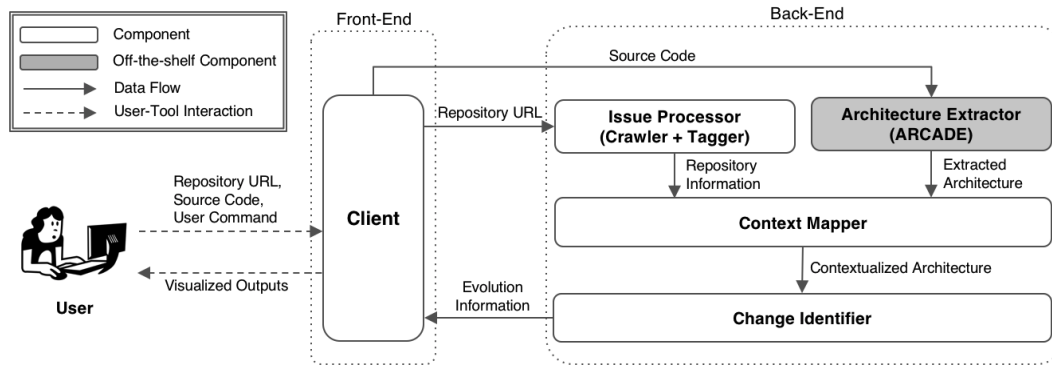 Front-End
Back-End
Component
Off-the-shelf Component
Data Flow
User-Tool Interaction
Source Code
Repository URL
Issue Processor
(Crawler + Tagger)
Architecture Extractor
(ARCADE)
Repository
Information
Extracted
Architecture
Repository URL,
Source Code,
User Command
Client
Context Mapper
Visualized Outputs
User
Contextualized Architecture
Evolution
Information
Change Identifier